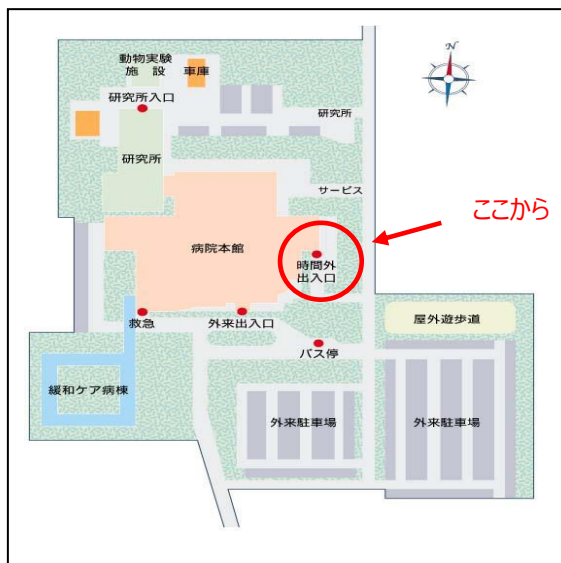 動物実験
施　設
車庫
N
研究所入口
研究所
研究所
サービス
ここから
病院本館
時間外
出入口
救急
外来出入口
屋外遊歩道
バス停
緩和ケア病棟
外来駐車場
外来駐車場